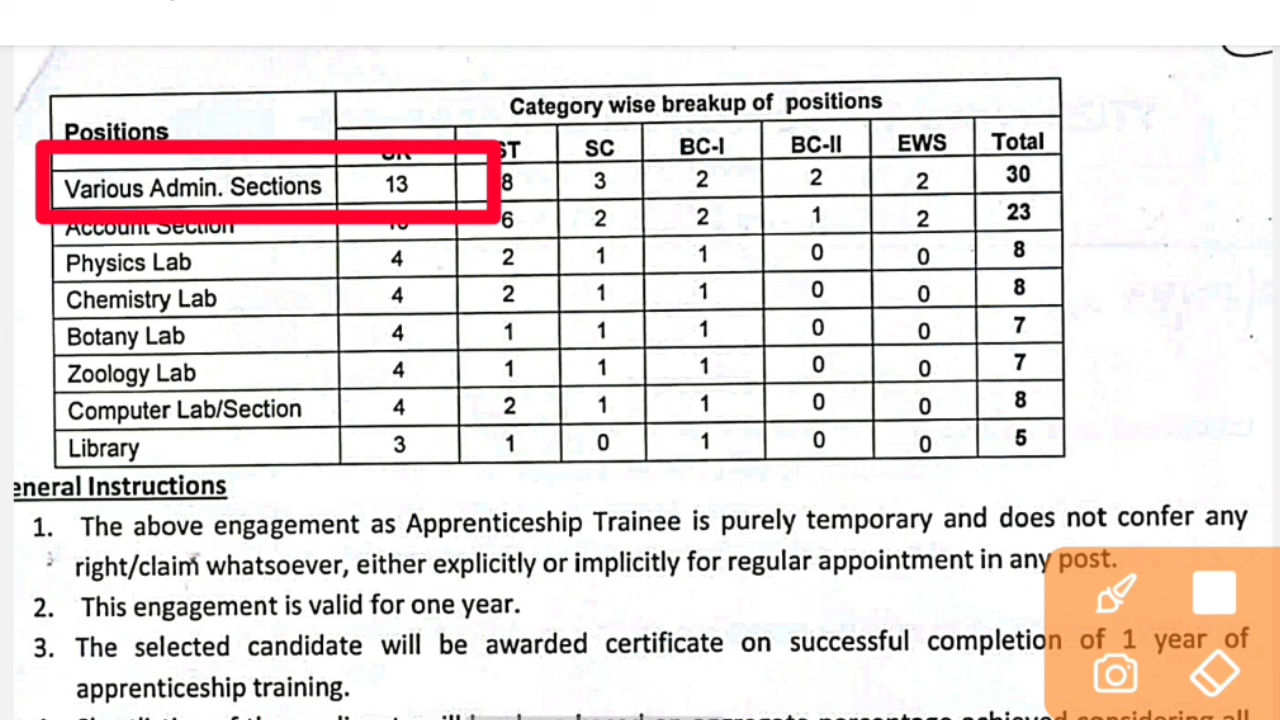 Category wise breakup of positions
Positions ST SC BC-I BC-II EWS Total
Various Admin. Sections 13 8 3 2 2 2 30
Account Section 6 2 2 1 2 23
Physics Lab 4 2 1 1 0 0 8
Chemistry Lab 4 2 1 1 0 0 8
Botany Lab 4 1 1 1 0 0 7
Zoology Lab 4 1 1 1 0 0 7
Computer Lab/Section 4 2 1 1 0 0 8
Library 3 1 0 1 0 0 5
eneral Instructions
1. The above engagement as Apprenticeship Trainee is purely temporary and does not confer any
right/claim whatsoever, either explicitly or implicitly for regular appointment in any post.
2. This engagement is valid for one year.
3. The selected candidate will be awarded certificate on successful completion of 1 year of
apprenticeship training.